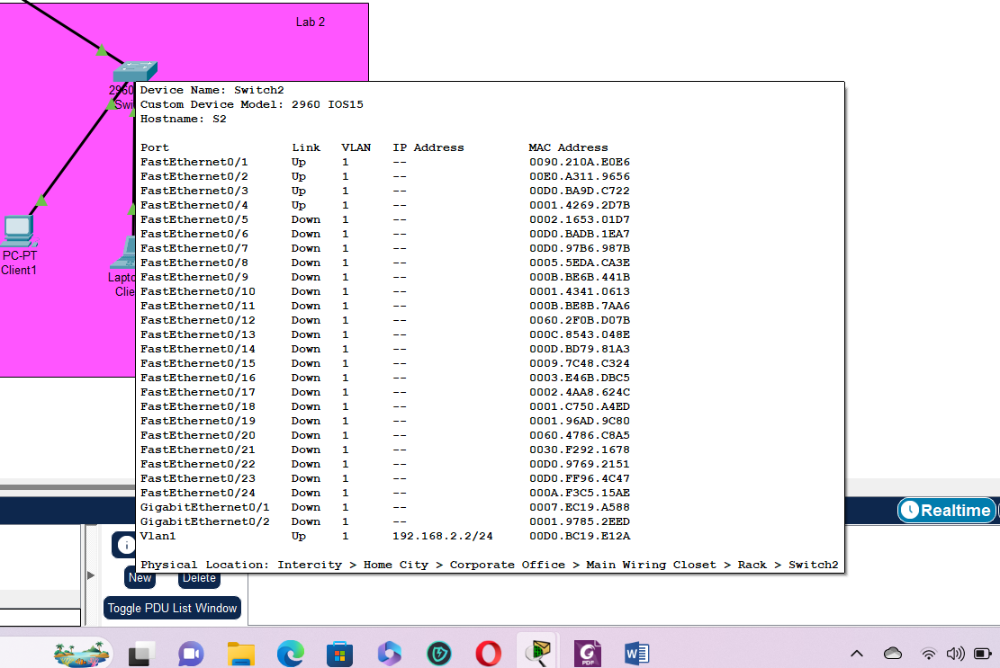 Lab 2
2960
Swi
Device Name: Switch2
Custom Device Model: 2960 IOS15
Hostname: S2
Port Link VLAN IP Address MAC Address
FastEthernet0/1 Up 1 -- 0090.210A.E0E6
FastEthernet0/2 Up 1 -- 00E0.A311.9656
FastEthernet0/3 Up 1 -- 00D0.BA9D.C722
FastEthernet0/4 Up 1 -- 0001.4269.2D7B
FastEthernet0/5 Down 1 -- 0002.1653.01D7
FastEthernet0/6 Down 1 -- 00D0.BADB.1EA7
FastEthernet0/7 Down 1 -- 00D0.97B6.987B
FastEthernet0/8 Down 1 -- 0005.5EDA.CA3E
FastEthernet0/9 Down 1 -- 000B.BE6B.441B
FastEthernet0/10 Down 1 -- 0001.4341.0613
FastEthernet0/11 Down 1 -- 000B.BE8B.7AA6
FastEthernet0/12 Down 1 -- 0060.2F0B.D07B
FastEthernet0/13 Down 1 -- 000C.8543.048E
FastEthernet0/14 Down 1 -- 000D.BD79.81A3
FastEthernet0/15 Down 1 -- 0009.7C48.C324
FastEthernet0/16 Down 1 -- 0003.E46B.DBC5
FastEthernet0/17 Down 1 -- 0002.4AA8.624C
FastEthernet0/18 Down 1 -- 0001.C750.A4ED
FastEthernet0/19 Down 1 -- 0001.96AD.9C80
FastEthernet0/20 Down 1 -- 0060.4786.C8A5
FastEthernet0/21 Down 1 -- 0030.F292.1678
FastEthernet0/22 Down 1 -- 00D0.9769.2151
FastEthernet0/23 Down 1 -- 00D0.FF96.4C47
FastEthernet0/24 Down 1 -- 000A.F3C5.15AE
GigabitEthernet0/1 Down 1 -- 0007.EC19.A588
GigabitEthernet0/2 Down 1 -- 0001.9785.2EED
Vlan1 Up 1 192.168.2.2/24 00D0.BC19.E12A
Physical Location: Intercity > Home City > Corporate Office > Main Wiring Closet > Rack > Switch2
PC-PT
Client1
Lapto
Clie
Realtime
New Delete
Toggle PDU List Window
PDF